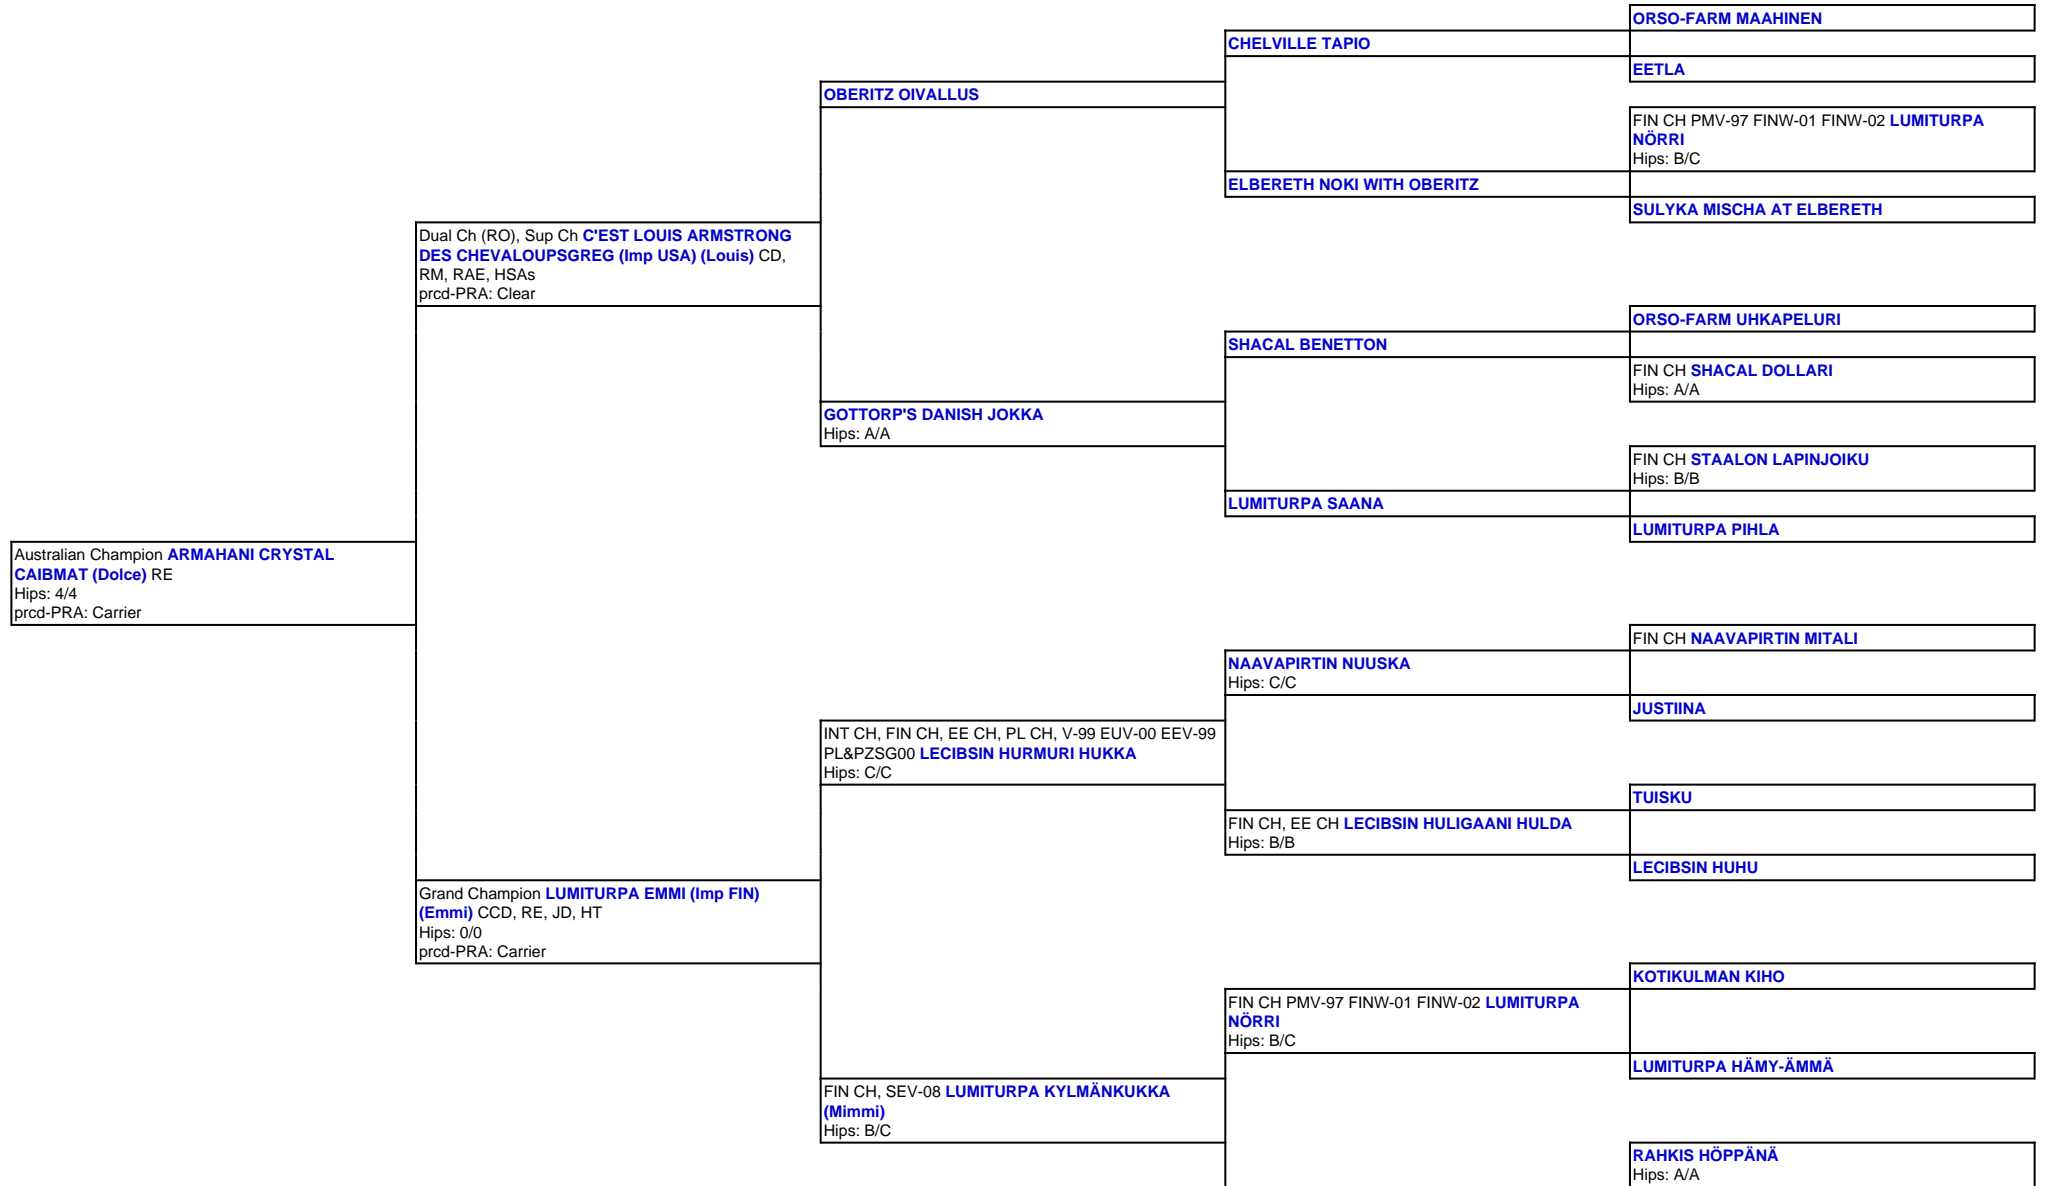 ORSO-FARM MAAHINEN
CHELVILLE TAPIO
EETLA
OBERITZ OIVALLUS
FIN CH PMV-97 FINW-01 FINW-02 LUMITURPA
NÖRRI
Hips: B/C
ELBERETH NOKI WITH OBERITZ
SULYKA MISCHA AT ELBERETH
Dual Ch (RO), Sup Ch C'EST LOUIS ARMSTRONG
DES CHEVALOUPSGREG (Imp USA) (Louis) CD,
RM, RAE, HSAs
prcd-PRA: Clear
ORSO-FARM UHKAPELURI
SHACAL BENETTON
FIN CH SHACAL DOLLARI
Hips: A/A
GOTTORP'S DANISH JOKKA
Hips: A/A
FIN CH STAALON LAPINJOIKU
Hips: B/B
LUMITURPA SAANA
LUMITURPA PIHLA
Australian Champion ARMAHANI CRYSTAL
CAIBMAT (Dolce) RE
Hips: 4/4
prcd-PRA: Carrier
FIN CH NAAVAPIRTIN MITALI
NAAVAPIRTIN NUUSKA
Hips: C/C
JUSTIINA
INT CH, FIN CH, EE CH, PL CH, V-99 EUV-00 EEV-99
PL&PZSG00 LECIBSIN HURMURI HUKKA
Hips: C/C
TUISKU
FIN CH, EE CH LECIBSIN HULIGAANI HULDA
Hips: B/B
LECIBSIN HUHU
Grand Champion LUMITURPA EMMI (Imp FIN)
(Emmi) CCD, RE, JD, HT
Hips: 0/0
prcd-PRA: Carrier
KOTIKULMAN KIHO
FIN CH PMV-97 FINW-01 FINW-02 LUMITURPA
NÖRRI
Hips: B/C
LUMITURPA HÄMY-ÄMMÄ
FIN CH, SEV-08 LUMITURPA KYLMÄNKUKKA
(Mimmi)
Hips: B/C
RAHKIS HÖPPÄNÄ
Hips: A/A